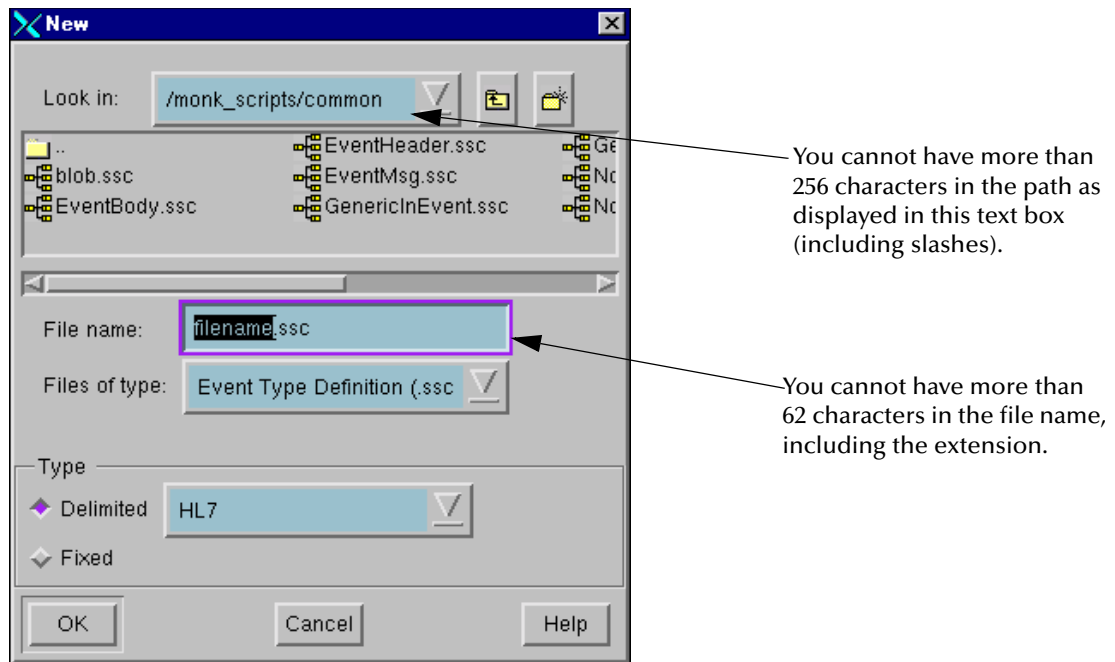 New
Look in:
/monk_scripts/common
..
EventHeader.ssc
Ge
blob.ssc
EventMsg.ssc
Nc
EventBody.ssc
GenericInEvent.ssc
Nc
You cannot have more than
256 characters in the path as
displayed in this text box
(including slashes).
File name:
filename.ssc
Files of type:
Event Type Definition (.ssc
You cannot have more than
62 characters in the file name,
including the extension.
Type
Delimited
HL7
Fixed
OK
Cancel
Help